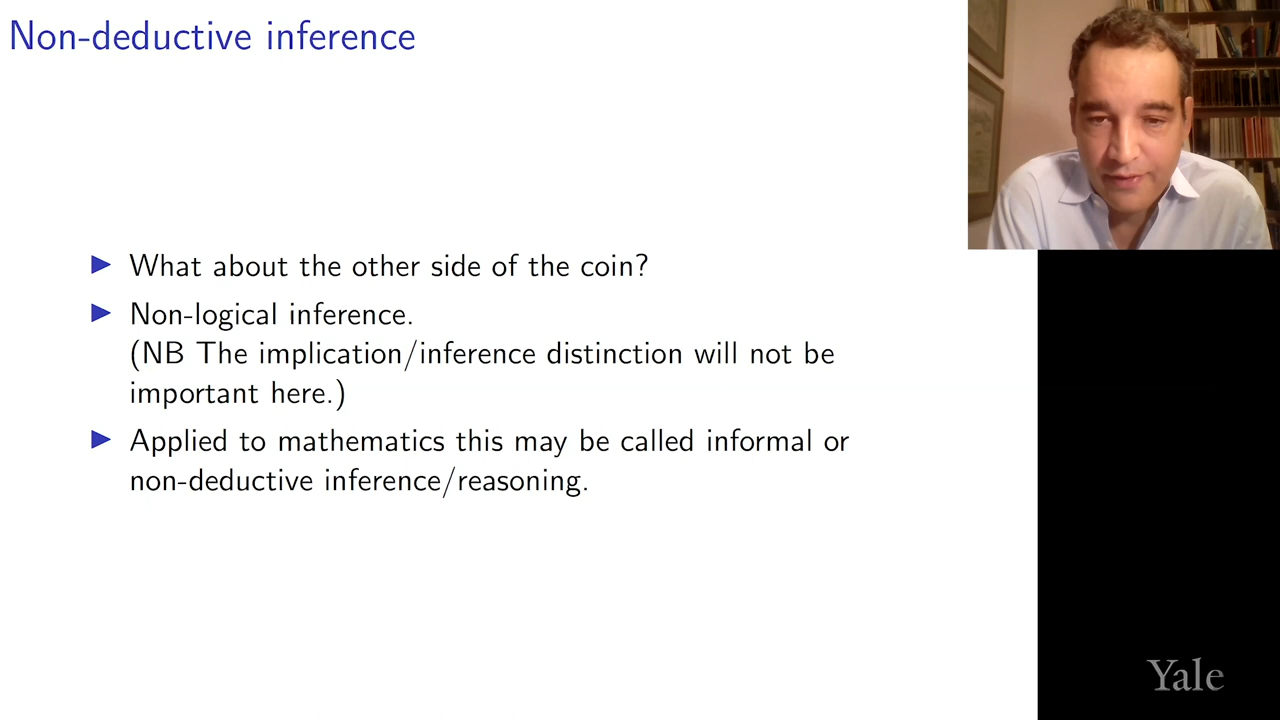 Non-deductive inference
What about the other side of the coin?
Non-logical inference.
(NB The implication/inference distinction will not be
important here.)
Applied to mathematics this may be called informal or
non-deductive inference/reasoning.
Yale